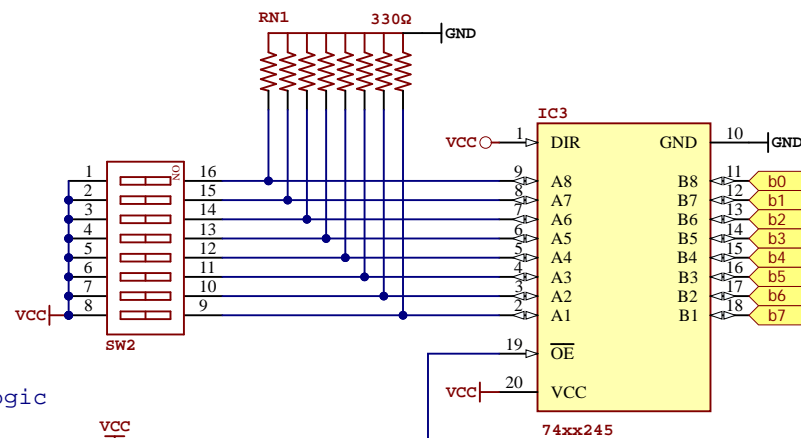 RN1 330Ω
GND
IC3
VCC 1 DIR GND 10 GND
1 ON 16 9 A8 B8 11 b0
2 15 8 A7 B7 12 b1
3 14 7 A6 B6 13 b2
4 13 6 A5 B5 14 b3
5 12 5 A4 B4 15 b4
6 11 4 A3 B3 16 b5
7 10 3 A2 B2 17 b6
VCC 8 9 2 A1 B1 18 b7
SW2
19 OE
VCC 20 VCC
ogic
VCC
74xx245